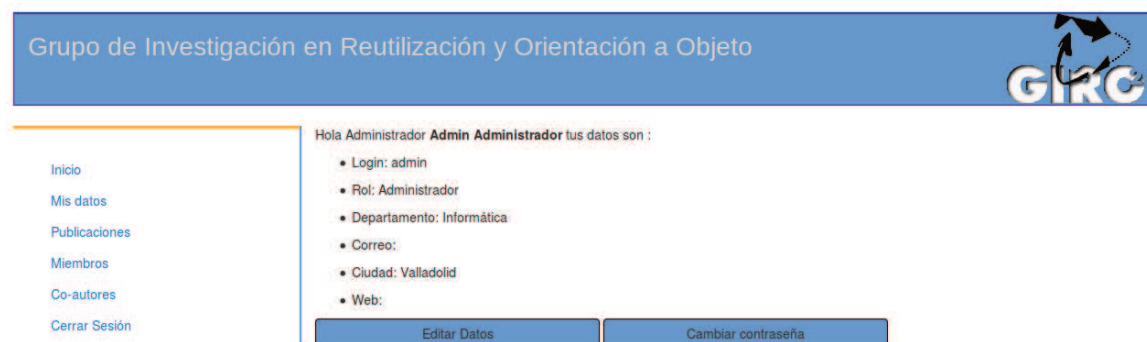 Grupo de Investigación en Reutilización y Orientación a Objeto
GIRO
Hola Administrador Admin Administrador tus datos son :
Inicio
Mis datos
Publicaciones
Miembros
Co-autores
Cerrar Sesión
• Login: admin
• Rol: Administrador
• Departamento: Informática
• Correo:
• Ciudad: Valladolid
• Web:
Editar Datos
Cambiar contraseña